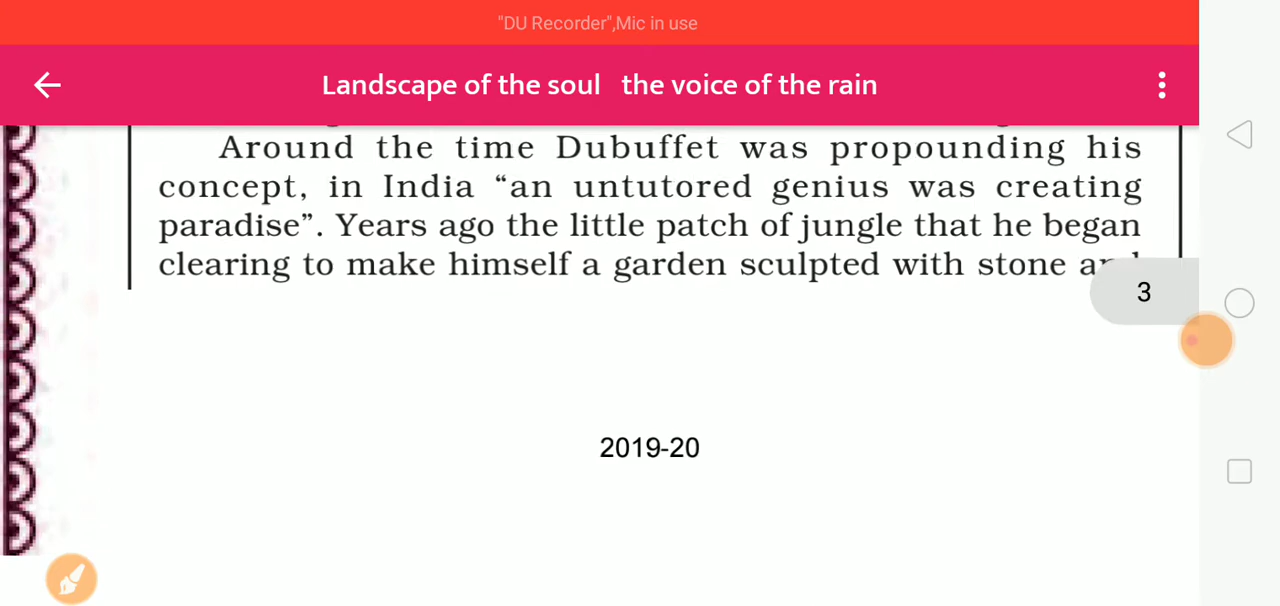 "DU Recorder",Mic in use
Landscape of the soul the voice of the rain
Around the time Dubuffet was propounding his
concept, in India “an untutored genius was creating
paradise”. Years ago the little patch of jungle that he began
clearing to make himself a garden sculpted with stone
3
2019-20